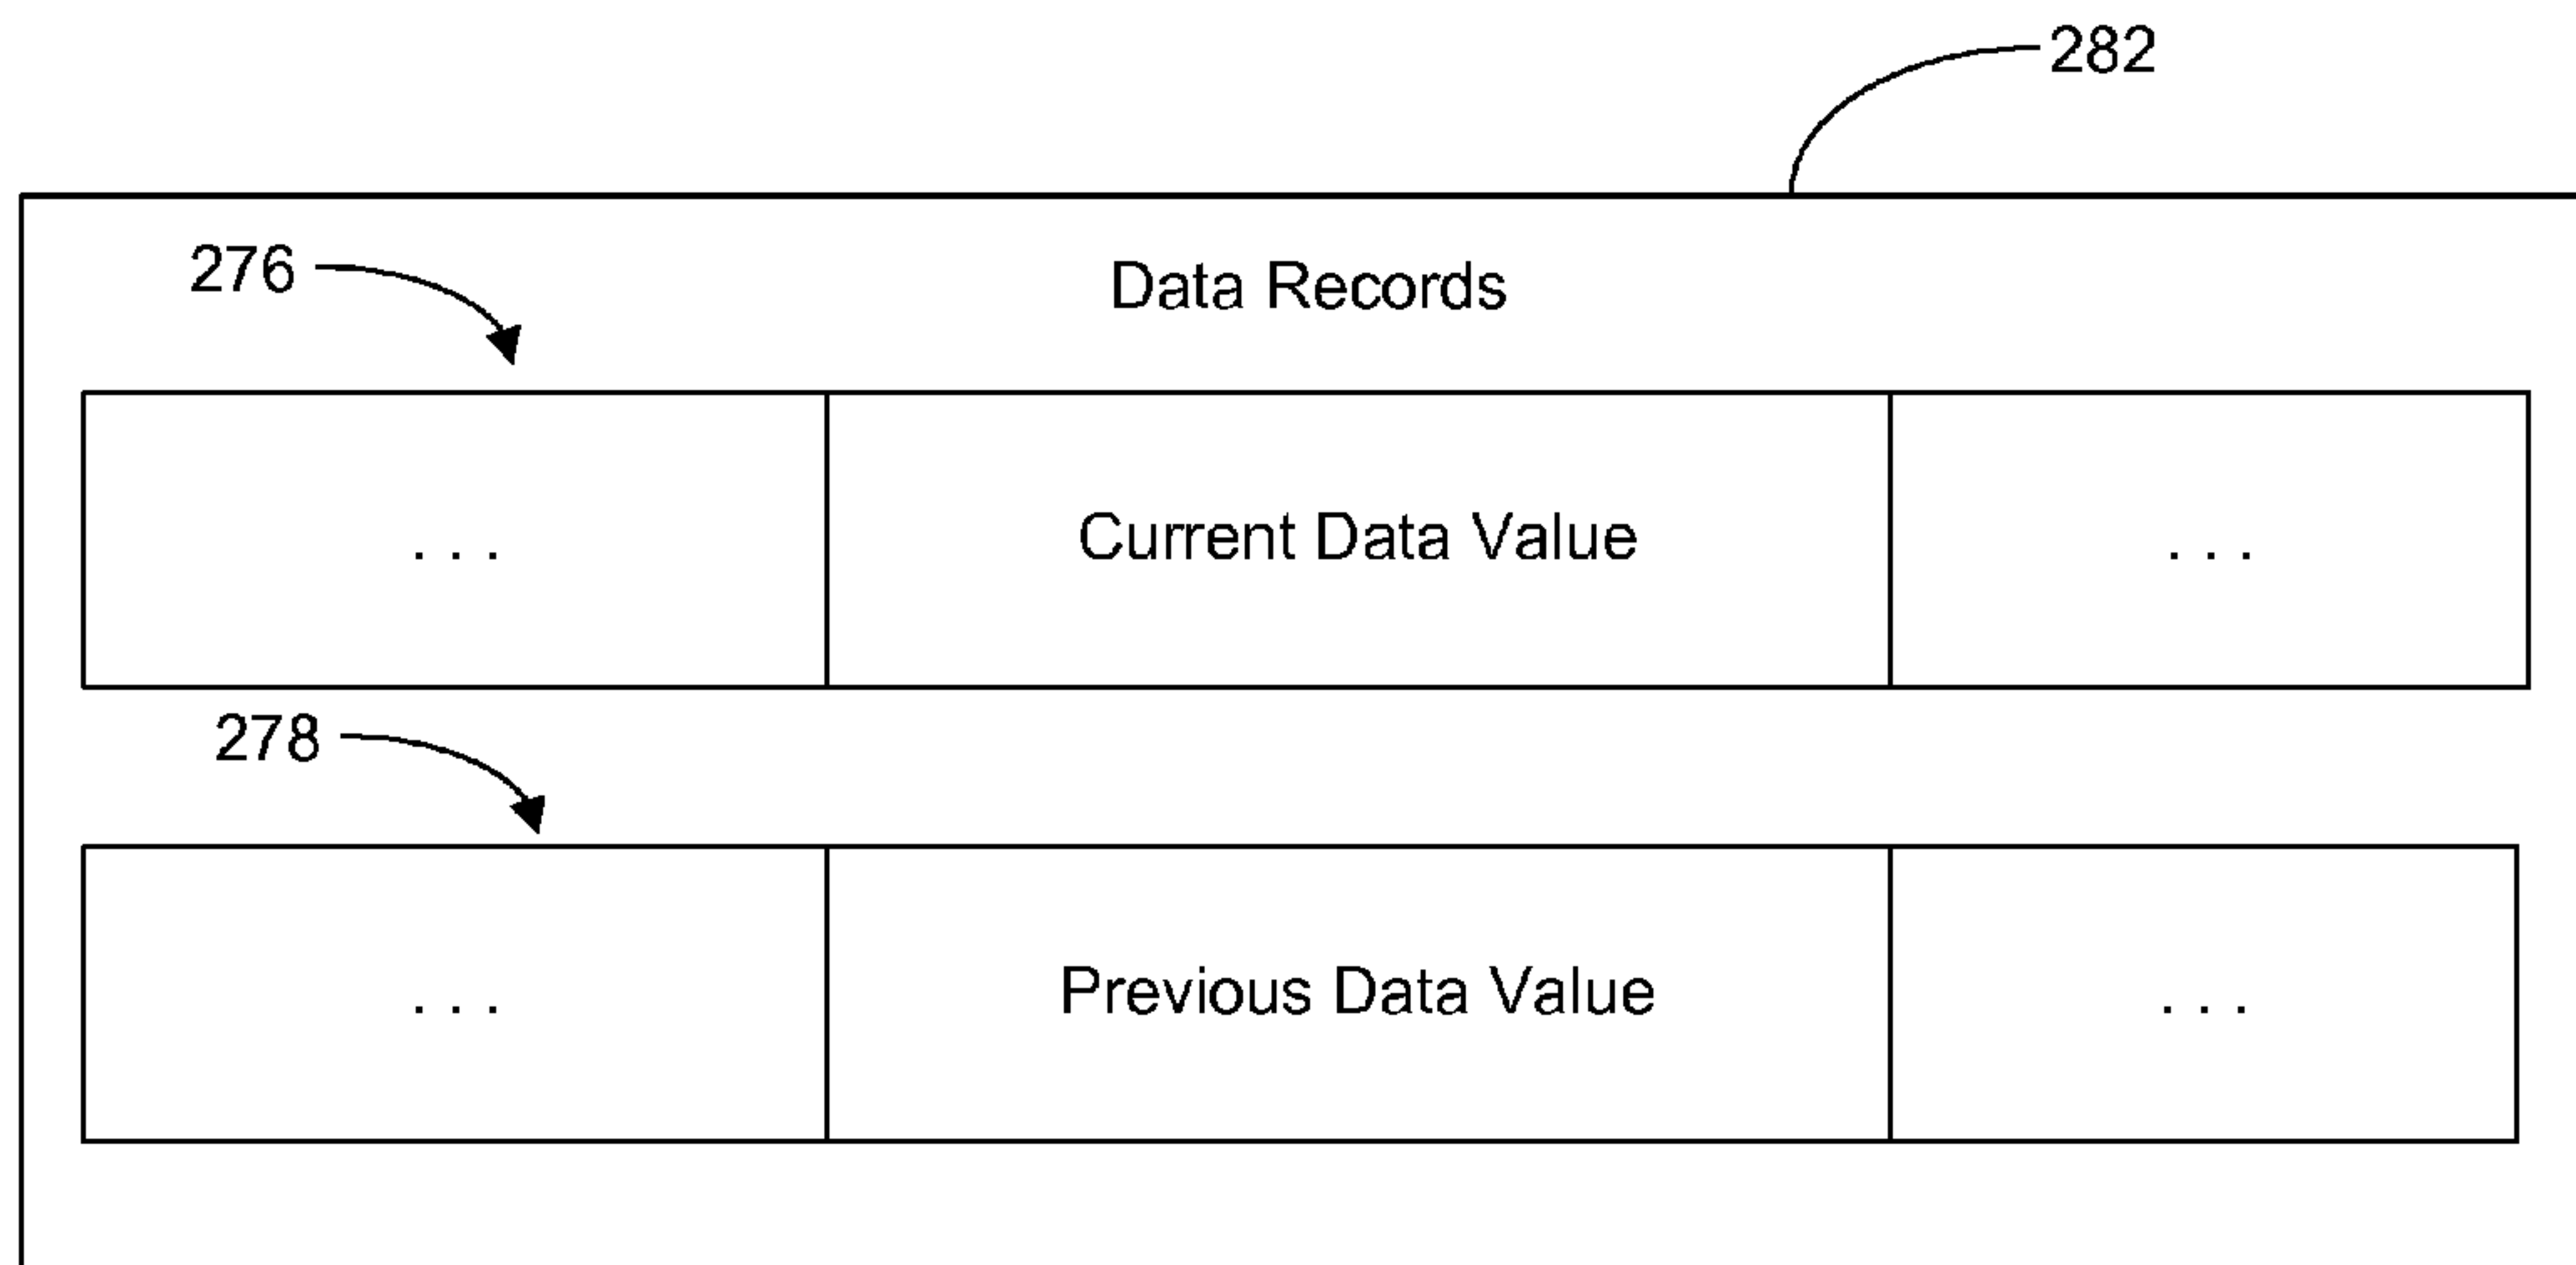 282
276
Data Records
. . .
Current Data Value
. . .
278
. . .
Previous Data Value
. . .